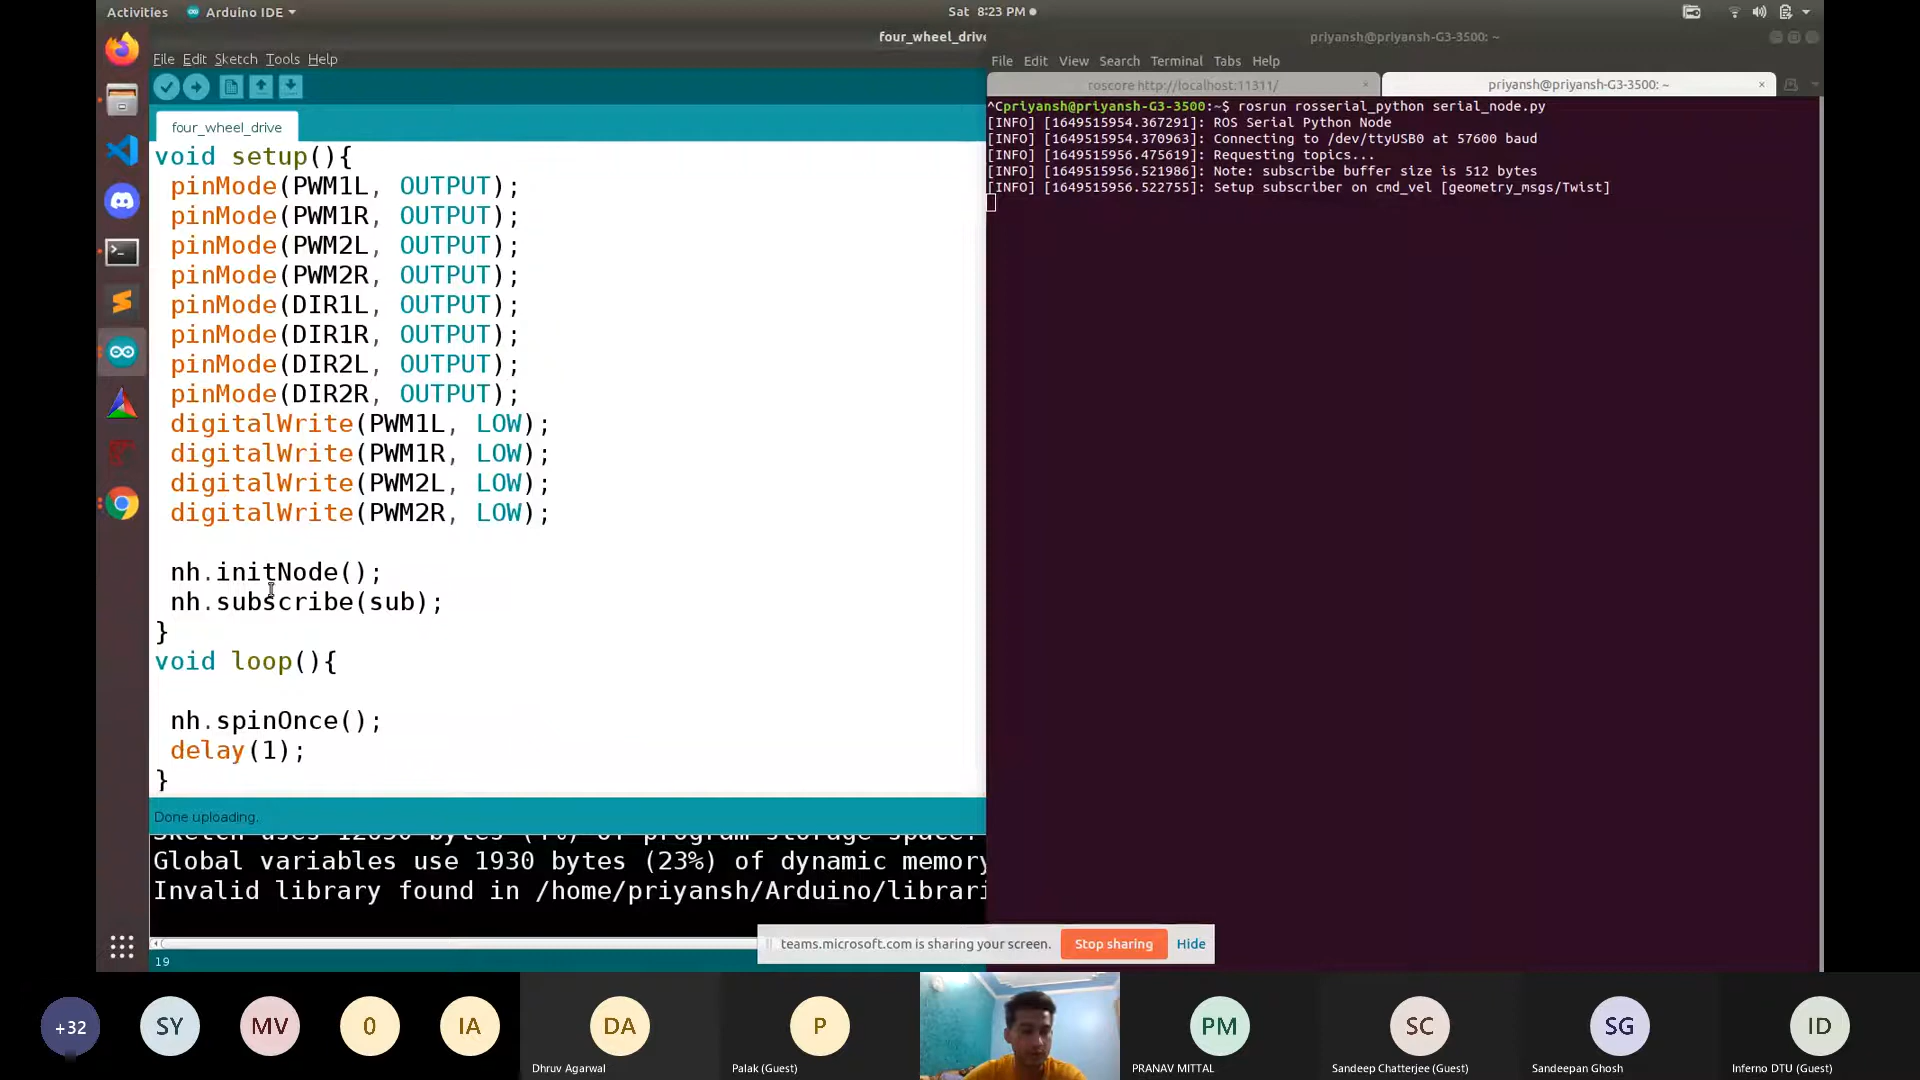 Activities
Arduino IDE
Sat 8:23 PM
four_wheel_drive
priyansh@priyansh-G3-3500: ~
File Edit Sketch Tools Help
File Edit View Search Terminal Tabs Help
roscore http://localhost:11311/
priyansh@priyansh-G3-3500: ~
four_wheel_drive
void setup(){
pinMode(PWM1L, OUTPUT);
pinMode(PWM1R, OUTPUT);
pinMode(PWM2L, OUTPUT);
pinMode(PWM2R, OUTPUT);
pinMode(DIR1L, OUTPUT);
pinMode(DIR1R, OUTPUT);
pinMode(DIR2L, OUTPUT);
pinMode(DIR2R, OUTPUT);
digitalWrite(PWM1L, LOW);
digitalWrite(PWM1R, LOW);
digitalWrite(PWM2L, LOW);
digitalWrite(PWM2R, LOW);
nh.initNode();
nh.subscribe(sub);
}
void loop(){
nh.spinOnce();
delay(1);
}
Done uploading.
Global variables use 1930 bytes (23%) of dynamic memory
Invalid library found in /home/priyansh/Arduino/librari
19
^Cpriyansh@priyansh-G3-3500:~$ rosrun rosserial_python serial_node.py
[INFO] [1649515954.367291]: ROS Serial Python Node
[INFO] [1649515954.370963]: Connecting to /dev/ttyUSB0 at 57600 baud
[INFO] [1649515956.475619]: Requesting topics...
[INFO] [1649515956.521986]: Note: subscribe buffer size is 512 bytes
[INFO] [1649515956.522755]: Setup subscriber on cmd_vel [geometry_msgs/Twist]
teams.microsoft.com is sharing your screen. Stop sharing Hide
+32
SY
MV
0
IA
DA
P
PM
SC
SG
ID
Dhruv Agarwal
Palak (Guest)
PRANAV MITTAL
Sandeep Chatterjee (Guest)
Sandeepan Ghosh
Inferno DTU (Guest)